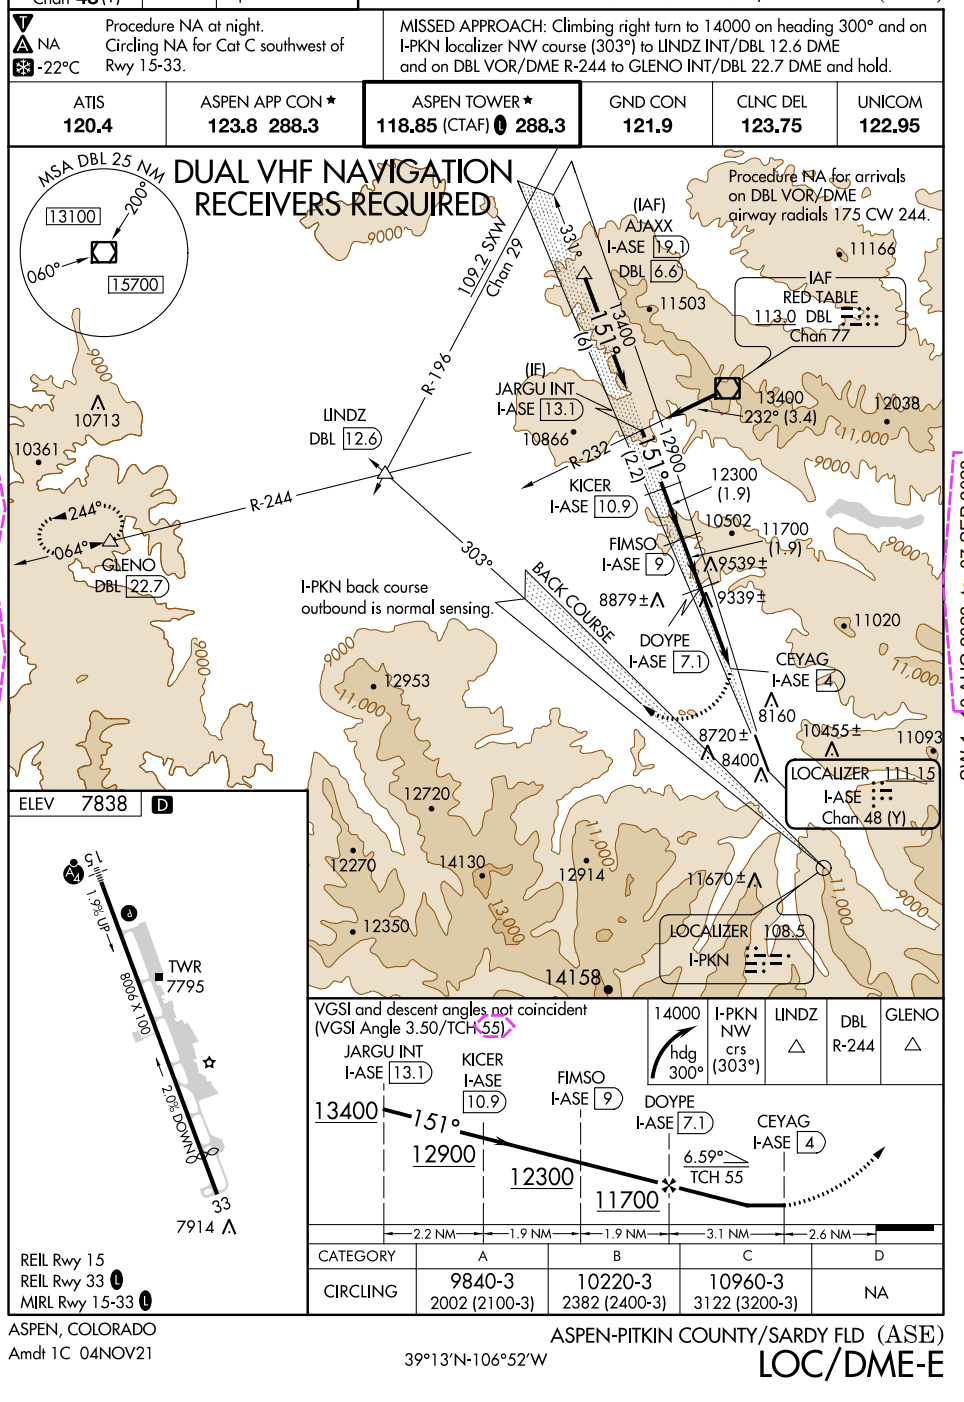 Procedure NA at night.
NA Circling NA for Cat C southwest of
-22°C Rwy 15-33.
MISSED APPROACH: Climbing right turn to 14000 on heading 300° and on
I-PKN localizer NW course (303°) to LINDZ INT/DBL 12.6 DME
and on DBL VOR/DME R-244 to GLENO INT/DBL 22.7 DME and hold.
ATIS
120.4
ASPEN APP CON★
123.8 288.3
ASPEN TOWER★
118.85 (CTAF) L 288.3
GND CON
121.9
CLNC DEL
123.75
UNICOM
122.95
MSA DBL 25 NM
13100
200°
060°
15700
DUAL VHF NAVIGATION
RECEIVERS REQUIRED
Procedure NA for arrivals
on DBL VOR/DME
airway radials 175 CW 244.
9000
109.2 SXW
Chan 29
331°
(IAF)
AJAXX
I-ASE 19.1
DBL 6.6
11166
IAF
RED TABLE
113.0 DBL
Chan 77
11503
13400
151°
(6)
R-196
(IF)
JARGU INT
I-ASE 13.1
10866
13400
232° (3.4)
12038
11,000
9000
10713
10361
LINDZ
DBL 12.6
R-232
12900
151°
(2.2)
R-244
KICER
I-ASE 10.9
12300
(1.9)
244°
064°
GLENO
DBL 22.7
303°
10502
11700
(1.9)
FIMSO
I-ASE 9
9539±
9000
I-PKN back course
outbound is normal sensing.
BACK COURSE
8879±
9339±
11020
DOYPE
I-ASE 7.1
9000
9000
11,000
12953
CEYAG
I-ASE 4
11,000
8160
8720±
8400
10455±
11093
LOCALIZER 111.15
I-ASE
Chan 48 (Y)
ELEV 7838 D
12720
11,000
12270
14130
12914
11670±
11,000
9000
13,000
12350
LOCALIZER 108.5
I-PKN
14158
15
A4
1.9% UP
P
TWR
7795
8006 X 100
2.0% DOWN
33
7914
REIL Rwy 15
REIL Rwy 33 L
MIRL Rwy 15-33 L
VGSI and descent angles not coincident
(VGSI Angle 3.50/TCH 55)
14000
hdg
300°
I-PKN
NW
crs
(303°)
LINDZ
DBL
R-244
GLENO
JARGU INT
I-ASE 13.1
KICER
I-ASE
10.9
FIMSO
I-ASE 9
DOYPE
I-ASE 7.1
CEYAG
I-ASE 4
13400
151°
12900
12300
11700
6.59°
TCH 55
2.2 NM
1.9 NM
1.9 NM
3.1 NM
2.6 NM
CATEGORY A B C D
CIRCLING
9840-3
2002 (2100-3)
10220-3
2382 (2400-3)
10960-3
3122 (3200-3)
NA
ASPEN, COLORADO
Amdt 1C 04NOV21
39°13'N-106°52'W
ASPEN-PITKIN COUNTY/SARDY FLD (ASE)
LOC/DME-E